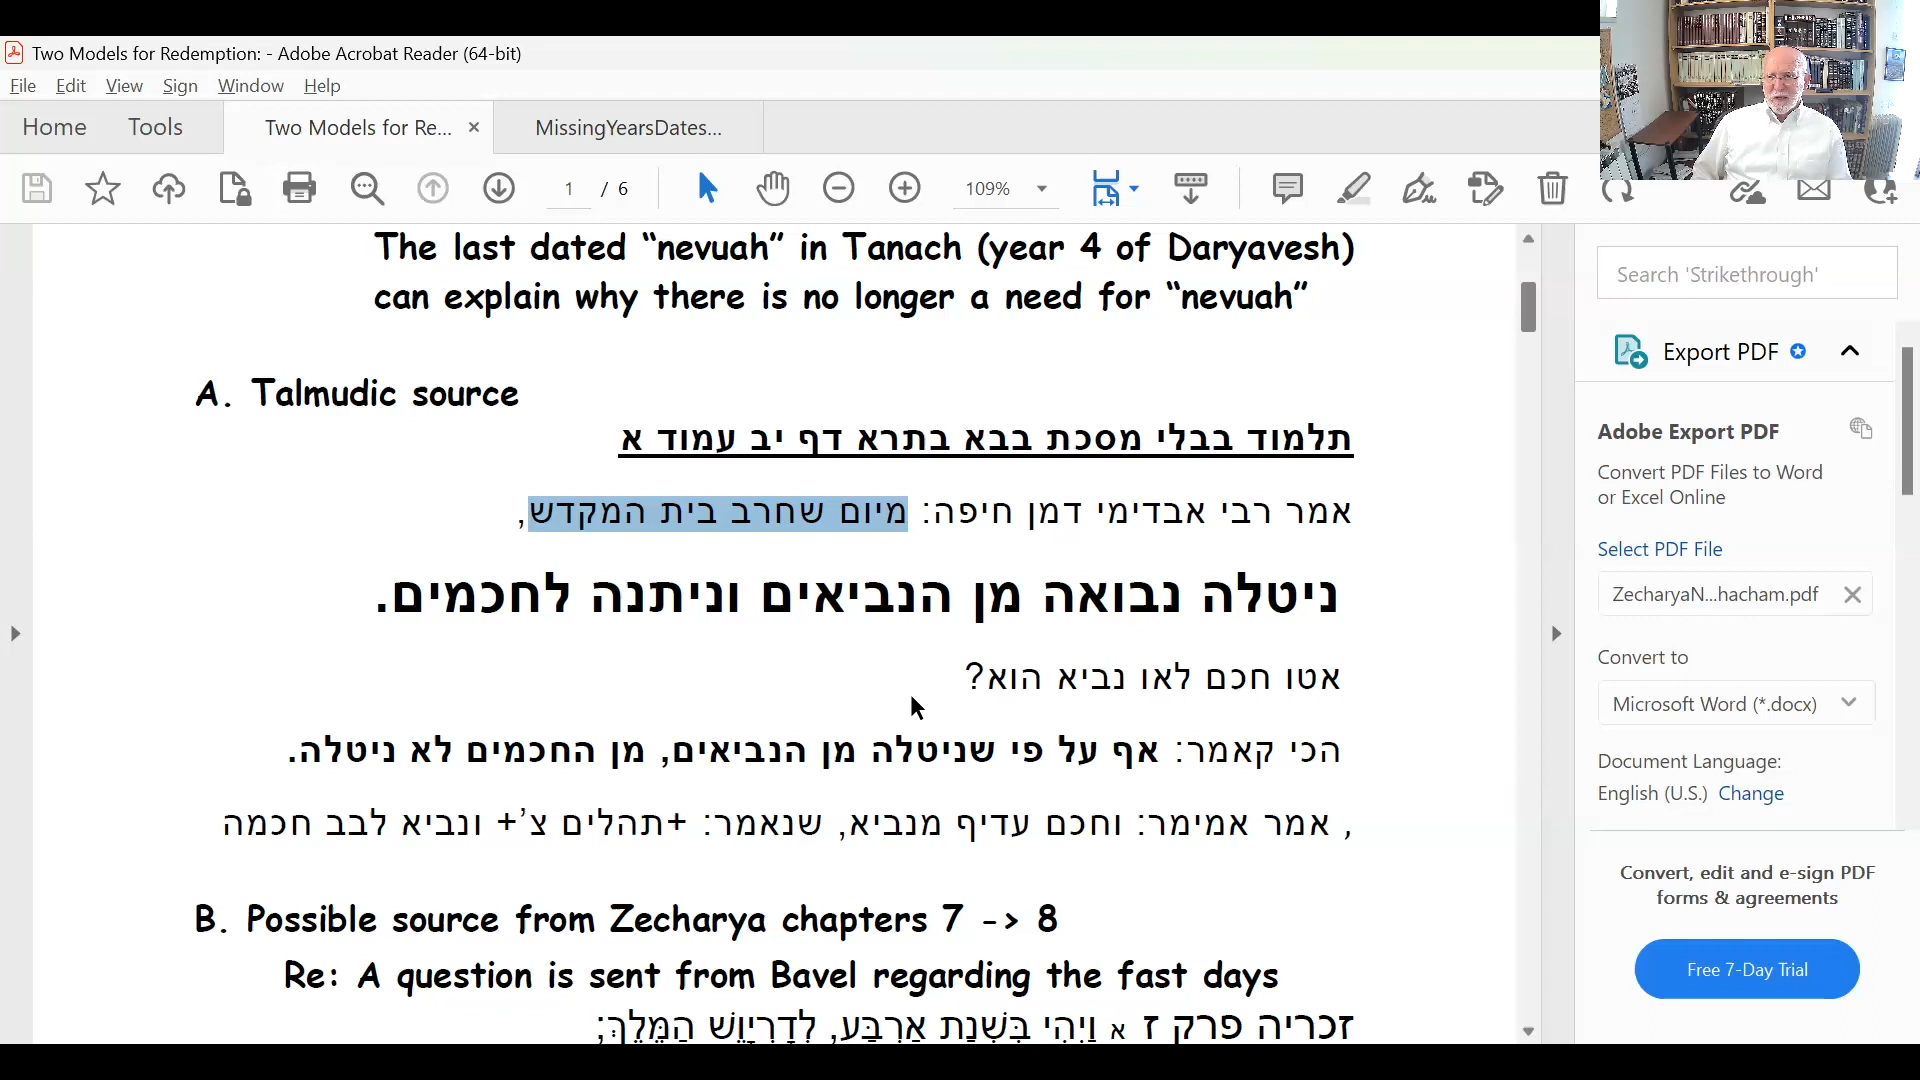 Two Models for Redemption: - Adobe Acrobat Reader (64-bit)
File Edit View Sign Window Help
Home Tools Two Models for Re... × MissingYearsDates...
1 / 6 109%
The last dated “nevuah” in Tanach (year 4 of Daryavesh)
can explain why there is no longer a need for “nevuah”
A. Talmudic source
תלמוד בבלי מסכת בבא בתרא דף יב עמוד א
אמר רבי אבדימי דמן חיפה: מיום שחרב בית המקדש,
ניטלה נבואה מן הנביאים וניתנה לחכמים.
אטו חכם לאו נביא הוא?
הכי קאמר: אף על פי שניטלה מן הנביאים, מן החכמים לא ניטלה.
, אמר אמימר: וחכם עדיף מנביא, שנאמר: +תהלים צ'+ ונביא לבב חכמה
B. Possible source from Zecharya chapters 7 -> 8
Re: A question is sent from Bavel regarding the fast days
זכריה פרק ז א וַיְהִי בִּשְׁנַת אַרְבַּע, לְדָרְיָוֶשׁ הַמֶּלֶךְ;
Search 'Strikethrough'
Export PDF
Adobe Export PDF
Convert PDF Files to Word
or Excel Online
Select PDF File
ZecharyaN...hacham.pdf
Convert to
Microsoft Word (*.docx)
Document Language:
English (U.S.) Change
Convert, edit and e-sign PDF
forms & agreements
Free 7-Day Trial